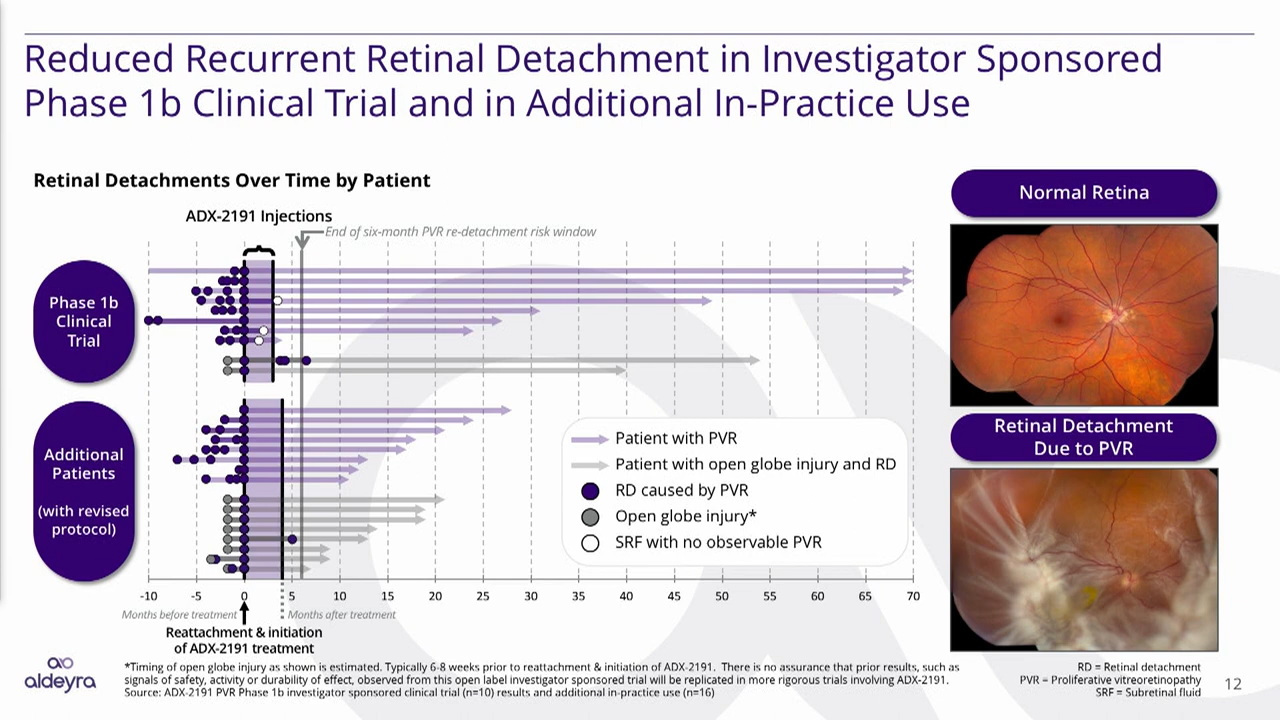 Reduced Recurrent Retinal Detachment in Investigator Sponsored
Phase 1b Clinical Trial and in Additional In-Practice Use
Retinal Detachments Over Time by Patient
ADX-2191 Injections
End of six-month PVR re-detachment risk window
Phase 1b
Clinical
Trial
Additional
Patients
(with revised
protocol)
Patient with PVR
Patient with open globe injury and RD
RD caused by PVR
Open globe injury*
SRF with no observable PVR
-10 -5 0 5 10 15 20 25 30 35 40 45 50 55 60 65 70
Months before treatment
Months after treatment
Reattachment & initiation
of ADX-2191 treatment
Normal Retina
Retinal Detachment
Due to PVR
aldeyra
*Timing of open globe injury as shown is estimated. Typically 6-8 weeks prior to reattachment & initiation of ADX-2191. There is no assurance that prior results, such as
signals of safety, activity or durability of effect, observed from this open label investigator sponsored trial will be replicated in more rigorous trials involving ADX-2191.
Source: ADX-2191 PVR Phase 1b investigator sponsored clinical trial (n=10) results and additional in-practice use (n=16)
RD = Retinal detachment
PVR = Proliferative vitreoretinopathy
SRF = Subretinal fluid
12